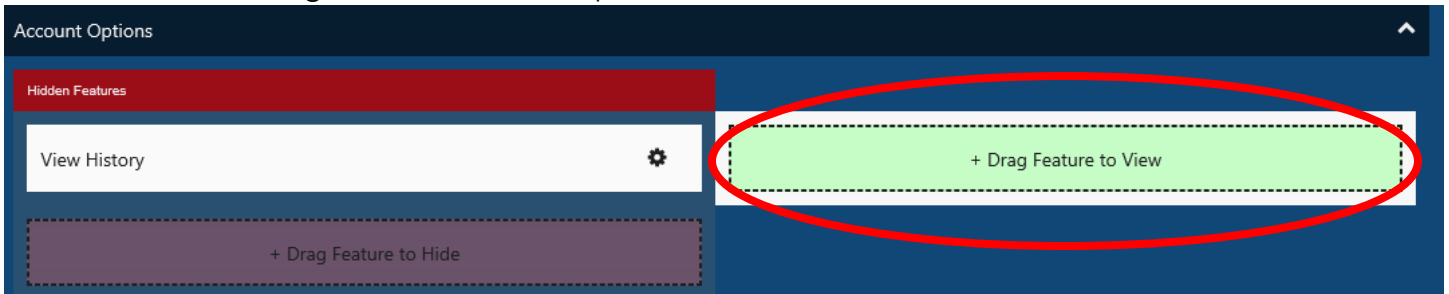 Account Options
Hidden Features
View History
+ Drag Feature to View
+ Drag Feature to Hide